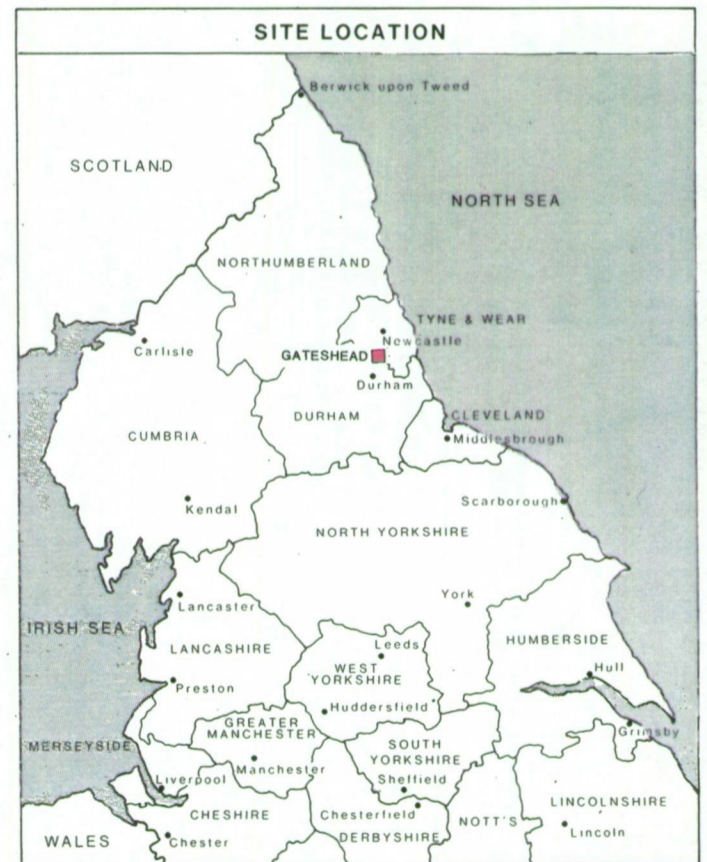 SITE LOCATION
Berwick upon Tweed
SCOTLAND
NORTH SEA
NORTHUMBERLAND
TYNE & WEAR
Newcastle
Carlisle
GATESHEAD
Durham
DURHAM
CLEVELAND
CUMBRIA
Middlesbrough
Scarborough
Kendal
NORTH YORKSHIRE
York
Lancaster
IRISH SEA
HUMBERSIDE
LANCASHIRE
Leeds
WEST
YORKSHIRE
Hull
Preston
Huddersfield
GREATER
MANCHESTER
Grimsby
MERSEYSIDE
SOUTH
YORKSHIRE
Manchester
Liverpool
Sheffield
LINCOLNSHIRE
CHESHIRE
Chesterfield
NOTT'S
Lincoln
DERBYSHIRE
WALES
Chester